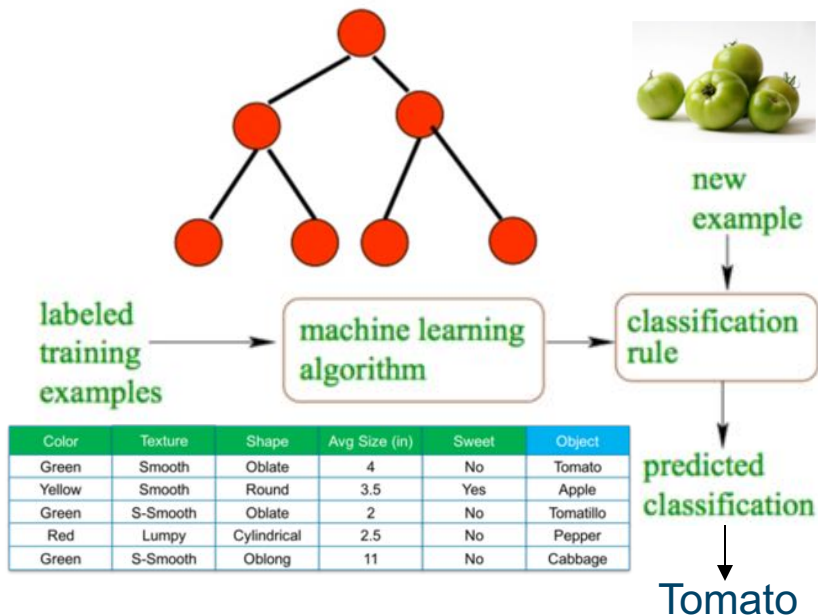 new
example
labeled
training
examples
machine learning
algorithm
classification
rule
Color Texture Shape Avg Size (in) Sweet Object
Green Smooth Oblate 4 No Tomato
Yellow Smooth Round 3.5 Yes Apple
Green S-Smooth Oblate 2 No Tomatillo
Red Lumpy Cylindrical 2.5 No Pepper
Green S-Smooth Oblong 11 No Cabbage
predicted
classification
Tomato